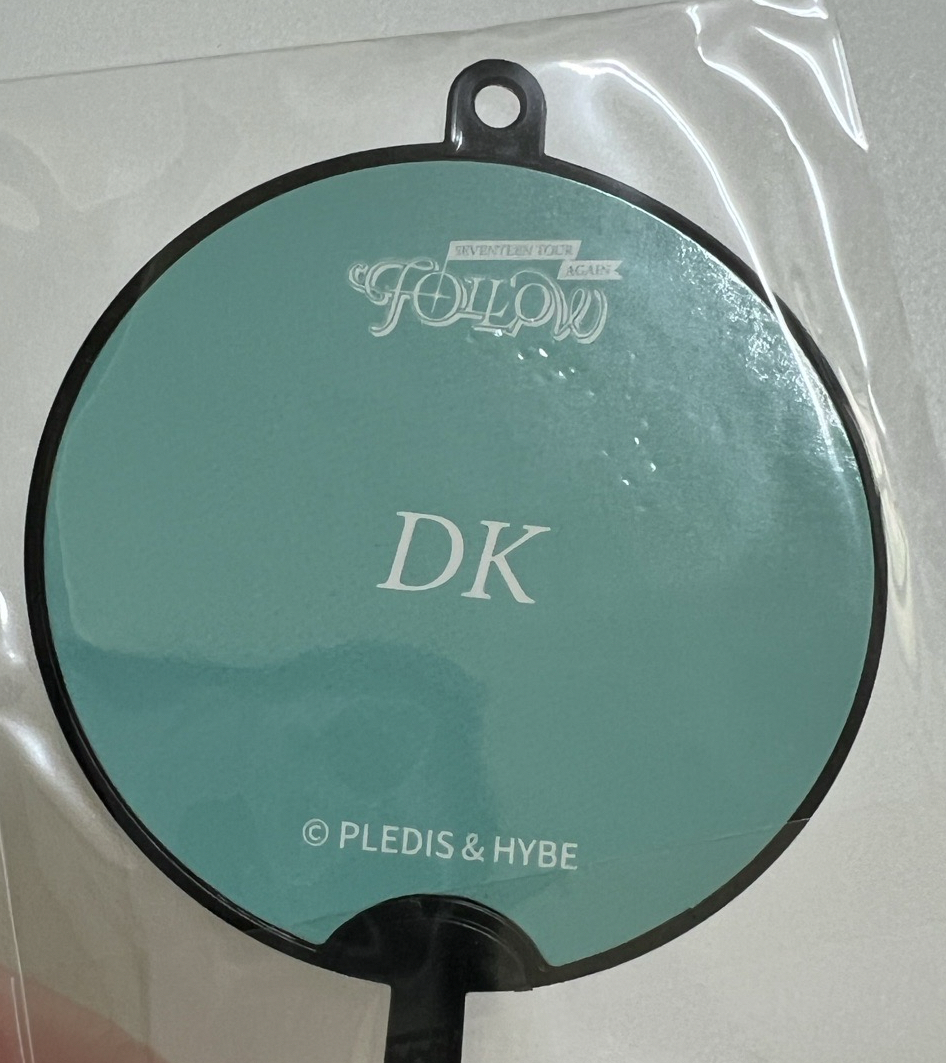 SEVENTEEN TOUR
AGAIN
FOLLOW
DK
© PLEDIS & HYBE